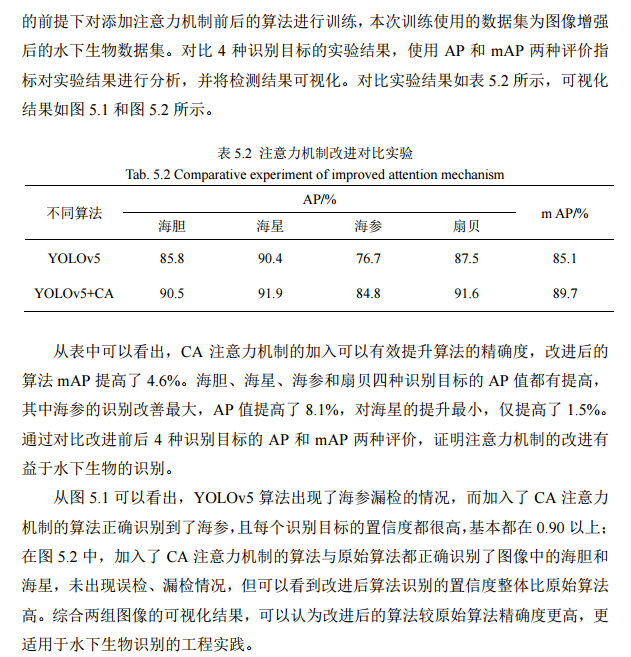 的前提下对添加注意力机制前后的算法进行训练，本次训练使用的数据集为图像增强
后的水下生物数据集。对比 4 种识别目标的实验结果，使用 AP 和 mAP 两种评价指
标对实验结果进行分析，并将检测结果可视化。对比实验结果如表 5.2 所示，可视化
结果如图 5.1 和图 5.2 所示。
表 5.2 注意力机制改进对比实验
Tab. 5.2 Comparative experiment of improved attention mechanism
不同算法 AP/% m AP/%
海胆 海星 海参 扇贝
YOLOv5 85.8 90.4 76.7 87.5 85.1
YOLOv5+CA 90.5 91.9 84.8 91.6 89.7
从表中可以看出，CA 注意力机制的加入可以有效提升算法的精确度，改进后的
算法 mAP 提高了 4.6%。海胆、海星、海参和扇贝四种识别目标的 AP 值都有提高，
其中海参的识别改善最大，AP 值提高了 8.1%，对海星的提升最小，仅提高了 1.5%。
通过对比改进前后 4 种识别目标的 AP 和 mAP 两种评价，证明注意力机制的改进有
益于水下生物的识别。
从图 5.1 可以看出，YOLOv5 算法出现了海参漏检的情况，而加入了 CA 注意力
机制的算法正确识别到了海参，且每个识别目标的置信度都很高，基本都在 0.90 以上；
在图 5.2 中，加入了 CA 注意力机制的算法与原始算法都正确识别了图像中的海胆和
海星，未出现误检、漏检情况，但可以看到改进后算法识别的置信度整体比原始算法
高。综合两组图像的可视化结果，可以认为改进后的算法较原始算法精确度更高，更
适用于水下生物识别的工程实践。